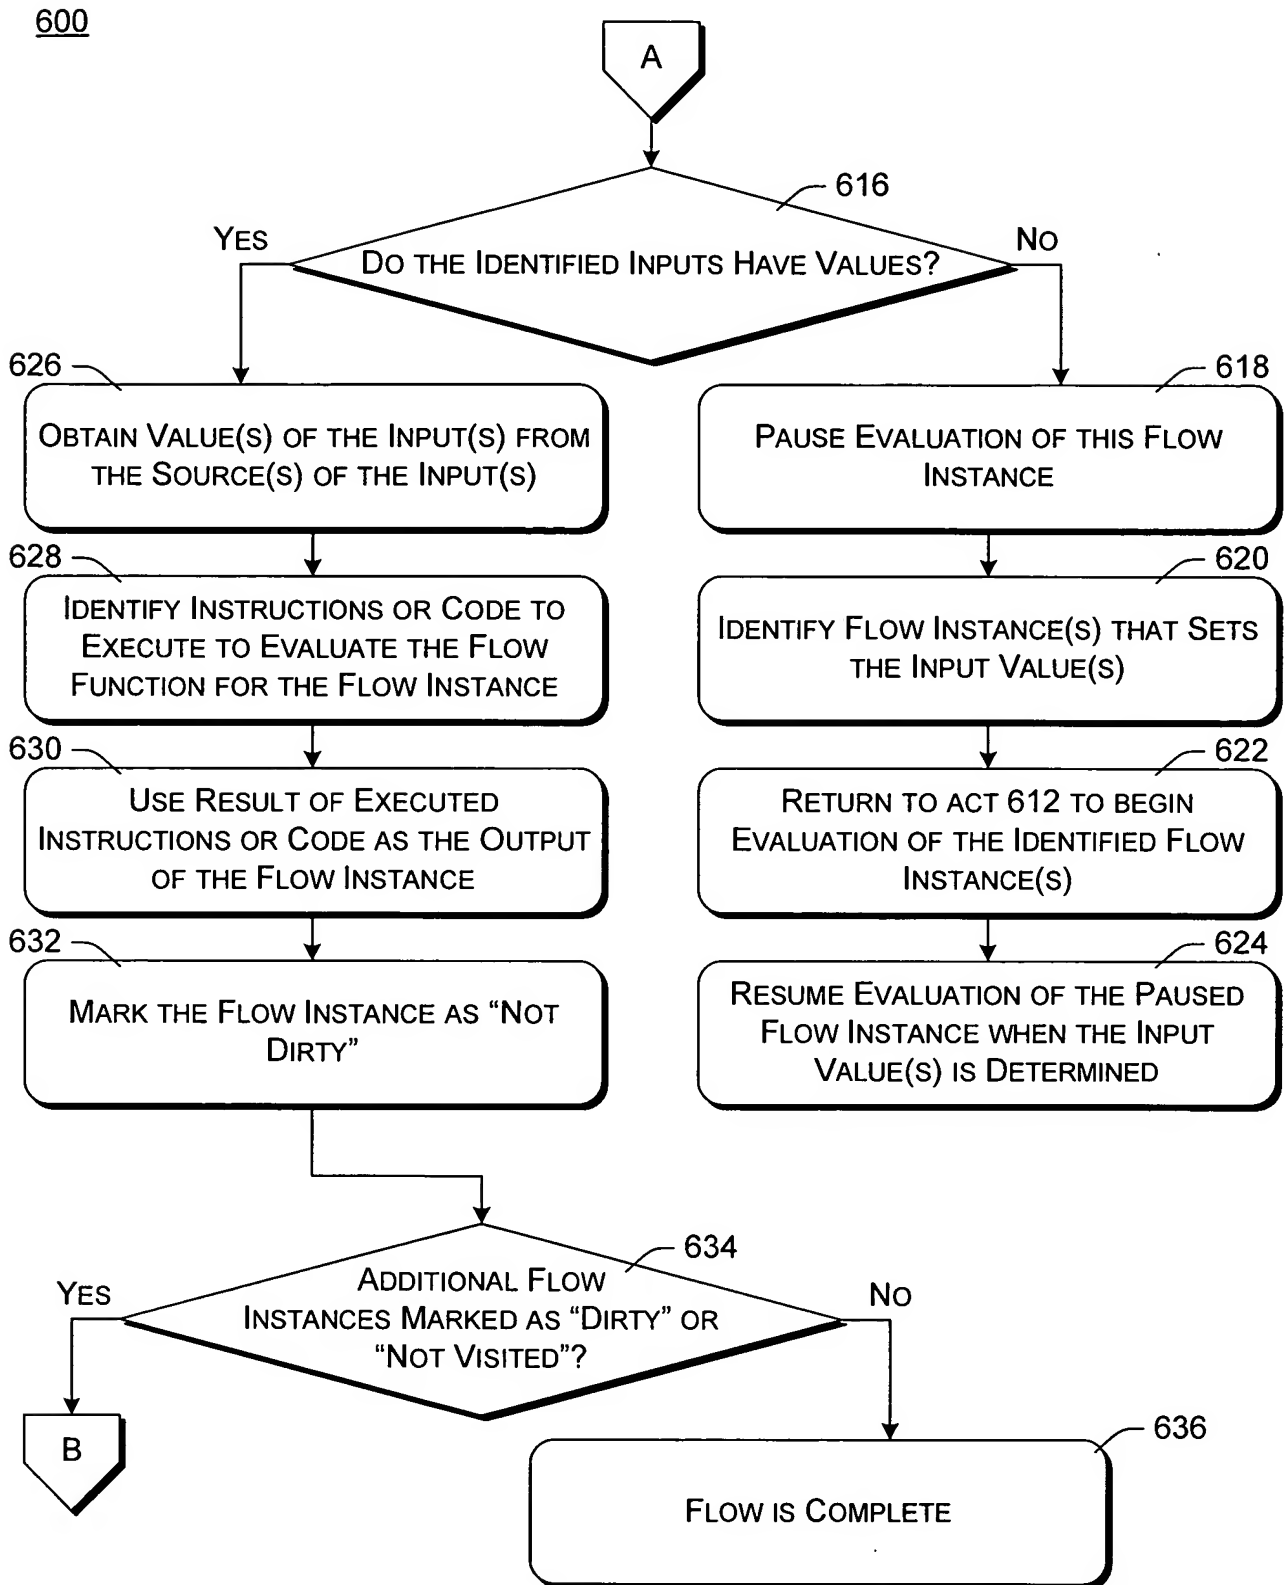 600
A
616
YES
NO
DO THE IDENTIFIED INPUTS HAVE VALUES?
626
OBTAIN VALUE(S) OF THE INPUT(S) FROM
THE SOURCE(S) OF THE INPUT(S)
618
PAUSE EVALUATION OF THIS FLOW
INSTANCE
628
IDENTIFY INSTRUCTIONS OR CODE TO
EXECUTE TO EVALUATE THE FLOW
FUNCTION FOR THE FLOW INSTANCE
620
IDENTIFY FLOW INSTANCE(S) THAT SETS
THE INPUT VALUE(S)
630
USE RESULT OF EXECUTED
INSTRUCTIONS OR CODE AS THE OUTPUT
OF THE FLOW INSTANCE
622
RETURN TO ACT 612 TO BEGIN
EVALUATION OF THE IDENTIFIED FLOW
INSTANCE(S)
632
MARK THE FLOW INSTANCE AS “NOT
DIRTY”
624
RESUME EVALUATION OF THE PAUSED
FLOW INSTANCE WHEN THE INPUT
VALUE(S) IS DETERMINED
634
YES
NO
ADDITIONAL FLOW
INSTANCES MARKED AS “DIRTY” OR
“NOT VISITED”?
B
636
FLOW IS COMPLETE